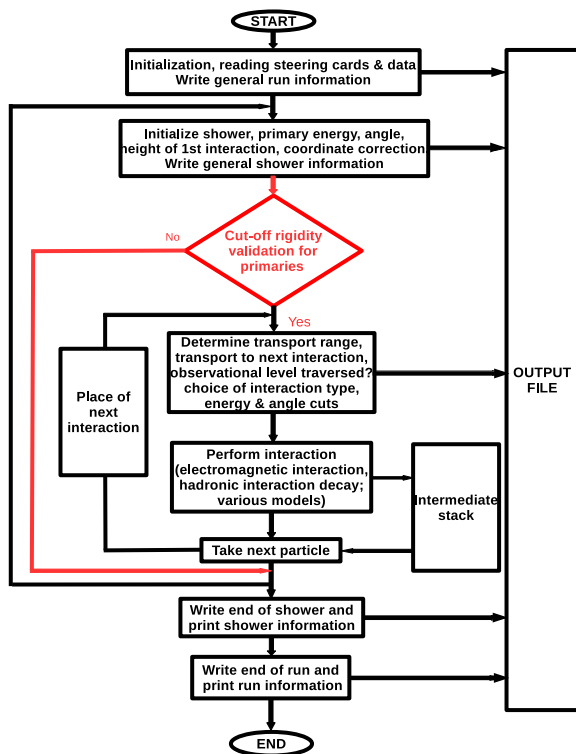 START
Initialization, reading steering cards & data
Write general run information
Initialize shower, primary energy, angle,
height of 1st interaction, coordinate correction
Write general shower information
No
Cut-off rigidity
validation for
primaries
Yes
Determine transport range,
transport to next interaction,
observational level traversed?
choice of interaction type,
energy & angle cuts
Place of
next
interaction
OUTPUT
FILE
Perform interaction
(electromagnetic interaction,
hadronic interaction decay;
various models)
Intermediate
stack
Take next particle
Write end of shower and
print shower information
Write end of run and
print run information
END